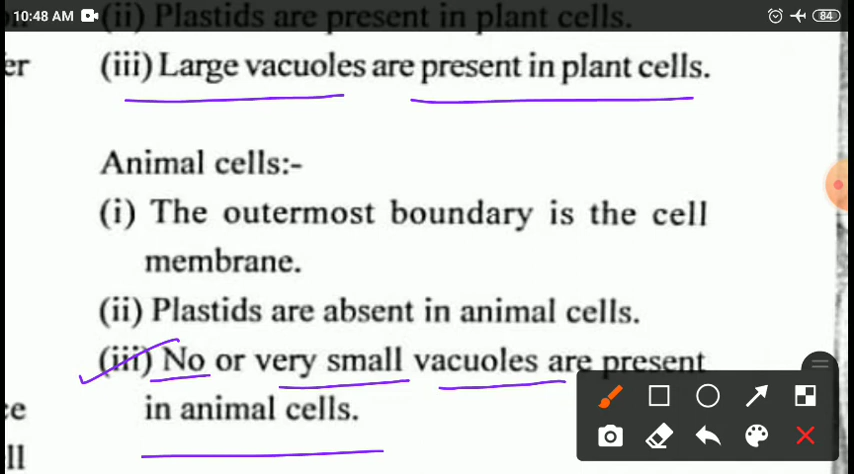 10:48 AM
84
(ii) Plastids are present in plant cells.
er
(iii) Large vacuoles are present in plant cells.
Animal cells:-
(i) The outermost boundary is the cell
membrane.
(ii) Plastids are absent in animal cells.
(iii) No or very small vacuoles are present
in animal cells.
ll